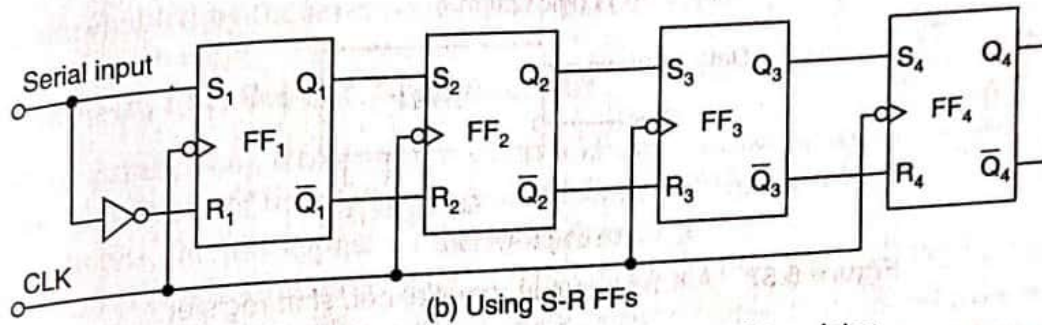 Serial input
S₁ Q₁ S₂ Q₂ S₃ Q₃ S₄ Q₄
FF₁ FF₂ FF₃ FF₄
R₁ Q̅₁ R₂ Q̅₂ R₃ Q̅₃ R₄ Q̅₄
CLK
(b) Using S-R FFs